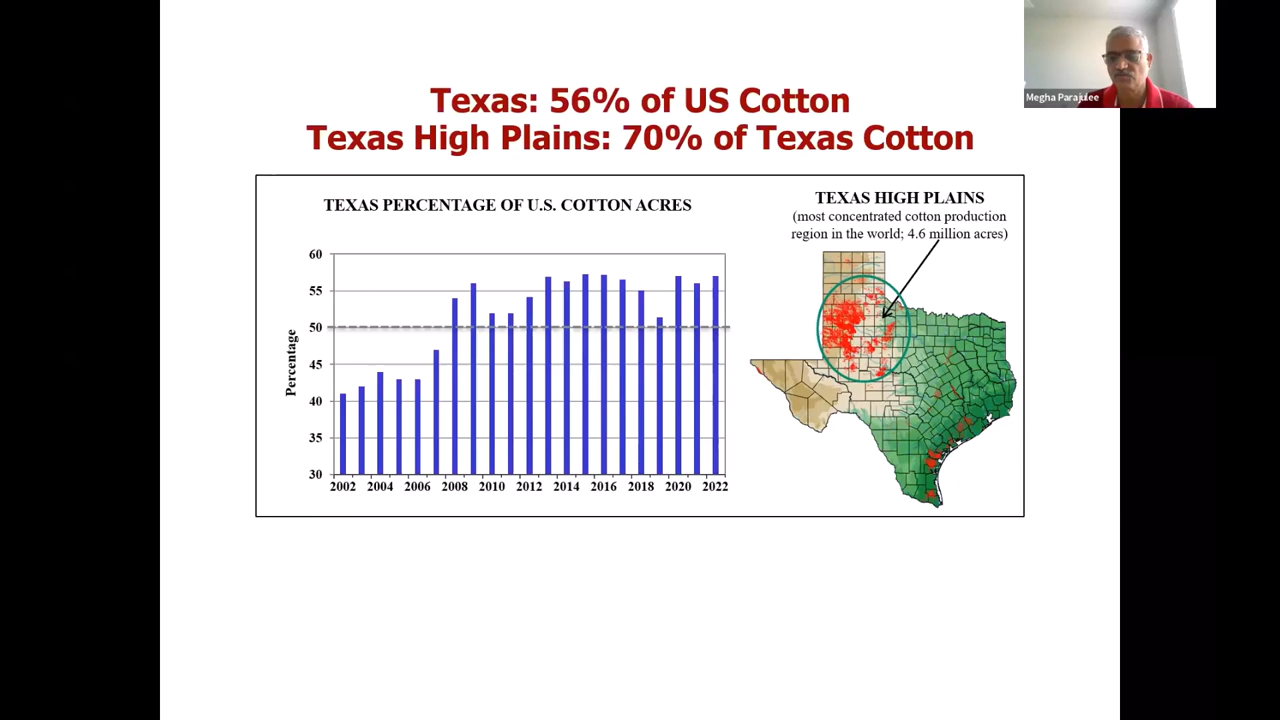 Megha Parajulee
Texas: 56% of US Cotton
Texas High Plains: 70% of Texas Cotton
TEXAS PERCENTAGE OF U.S. COTTON ACRES
Percentage
60
55
50
45
40
35
30
2002 2004 2006 2008 2010 2012 2014 2016 2018 2020 2022
TEXAS HIGH PLAINS
(most concentrated cotton production
region in the world; 4.6 million acres)